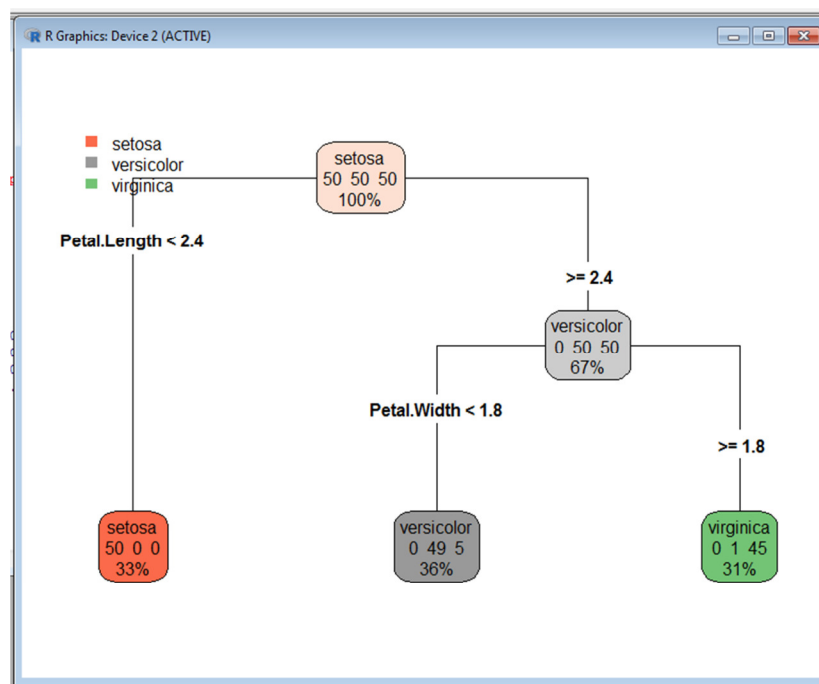 R Graphics: Device 2 (ACTIVE)
setosa
versicolor
virginica
setosa
50 50 50
100%
Petal.Length < 2.4
>= 2.4
versicolor
0 50 50
67%
Petal.Width < 1.8
>= 1.8
setosa
50 0 0
33%
versicolor
0 49 5
36%
virginica
0 1 45
31%